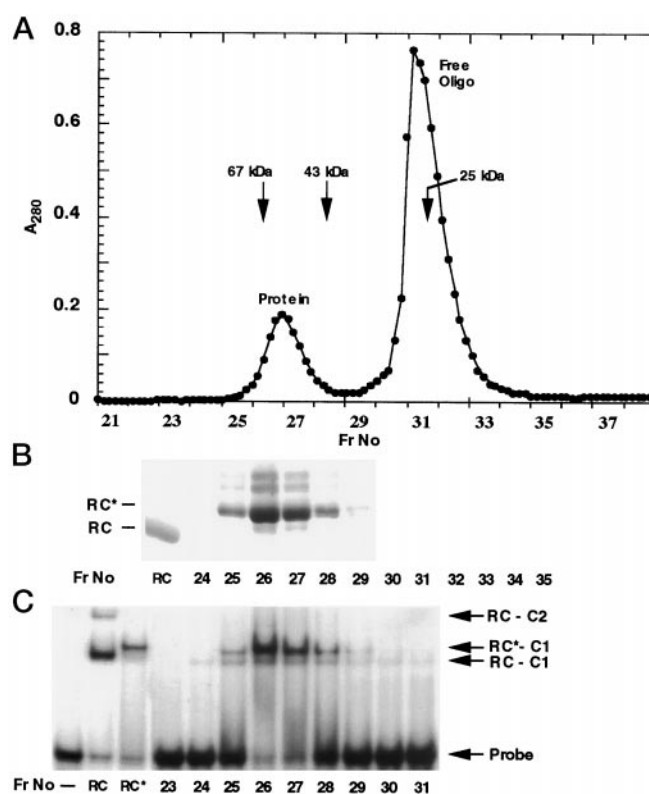 A
0.8
Free
Oligo
0.6
67 kDa
43 kDa
25 kDa
A280
0.4
Protein
0.2
0
21 23 25 27 29 31 33 35 37
Fr No
B
RC* –
RC –
Fr No RC 24 25 26 27 28 29 30 31 32 33 34 35
C
RC - C2
RC*- C1
RC - C1
Probe
Fr No — RC RC* 23 24 25 26 27 28 29 30 31